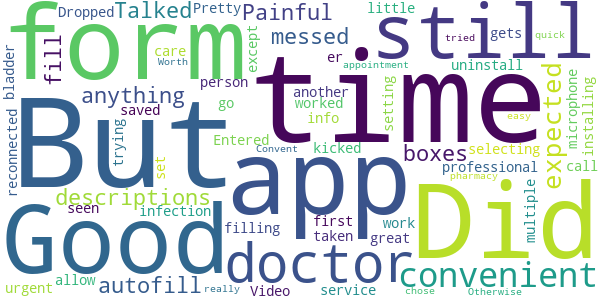 Dropped Talked Pretty Painful little
form still
fill messed tried gets quick
care except er appointment
Worth time
bladder anything person another uninstall
reconnected saved go worked setting expected microphone installing
But info
trying Entered kicked boxes selecting call
set app Convent professional easy
descriptions pharmacy
Good seen infection first Did multiple
filling taken work
doctor great
autofill convenient
urgent allow really Video service chose Otherwise